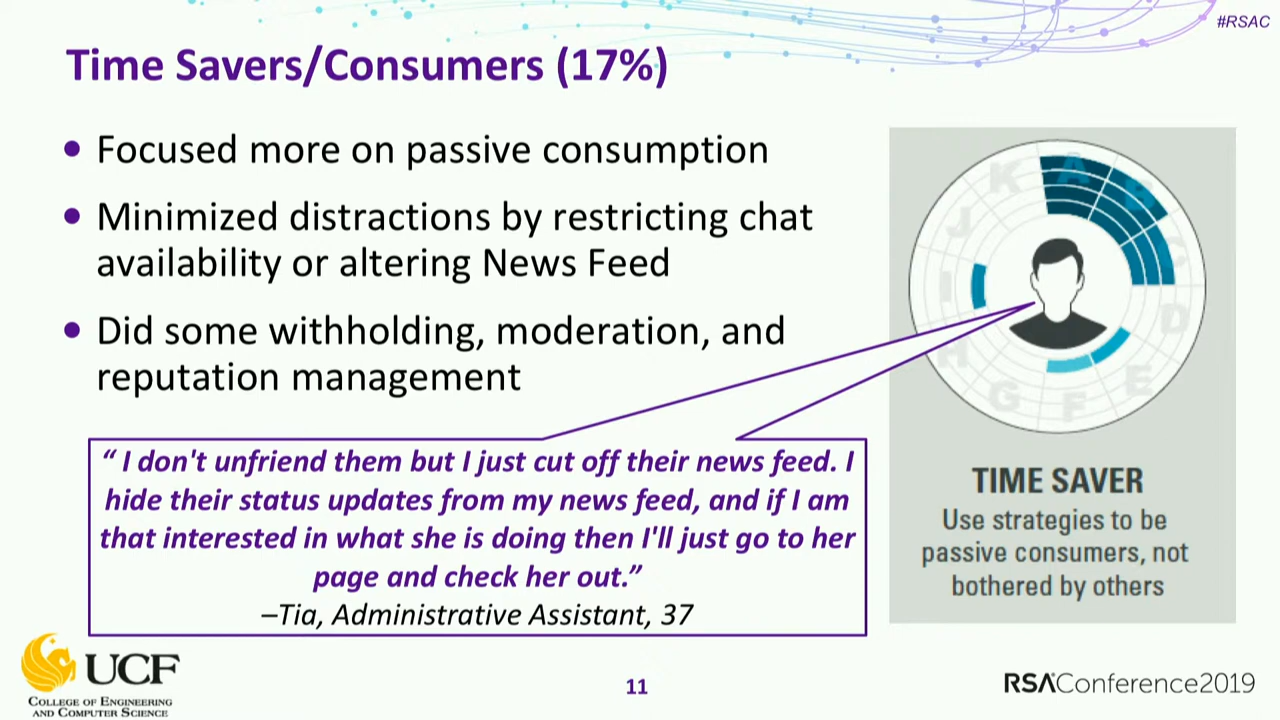 #RSAC
Time Savers/Consumers (17%)
• Focused more on passive consumption
• Minimized distractions by restricting chat
availability or altering News Feed
• Did some withholding, moderation, and
reputation management
“ I don't unfriend them but I just cut off their news feed. I
hide their status updates from my news feed, and if I am
that interested in what she is doing then I'll just go to her
page and check her out.”
–Tia, Administrative Assistant, 37
A
B
C
D
E
F
G
H
I
J
K
TIME SAVER
Use strategies to be
passive consumers, not
bothered by others
UCF
COLLEGE OF ENGINEERING
AND COMPUTER SCIENCE
11
RSAConference2019